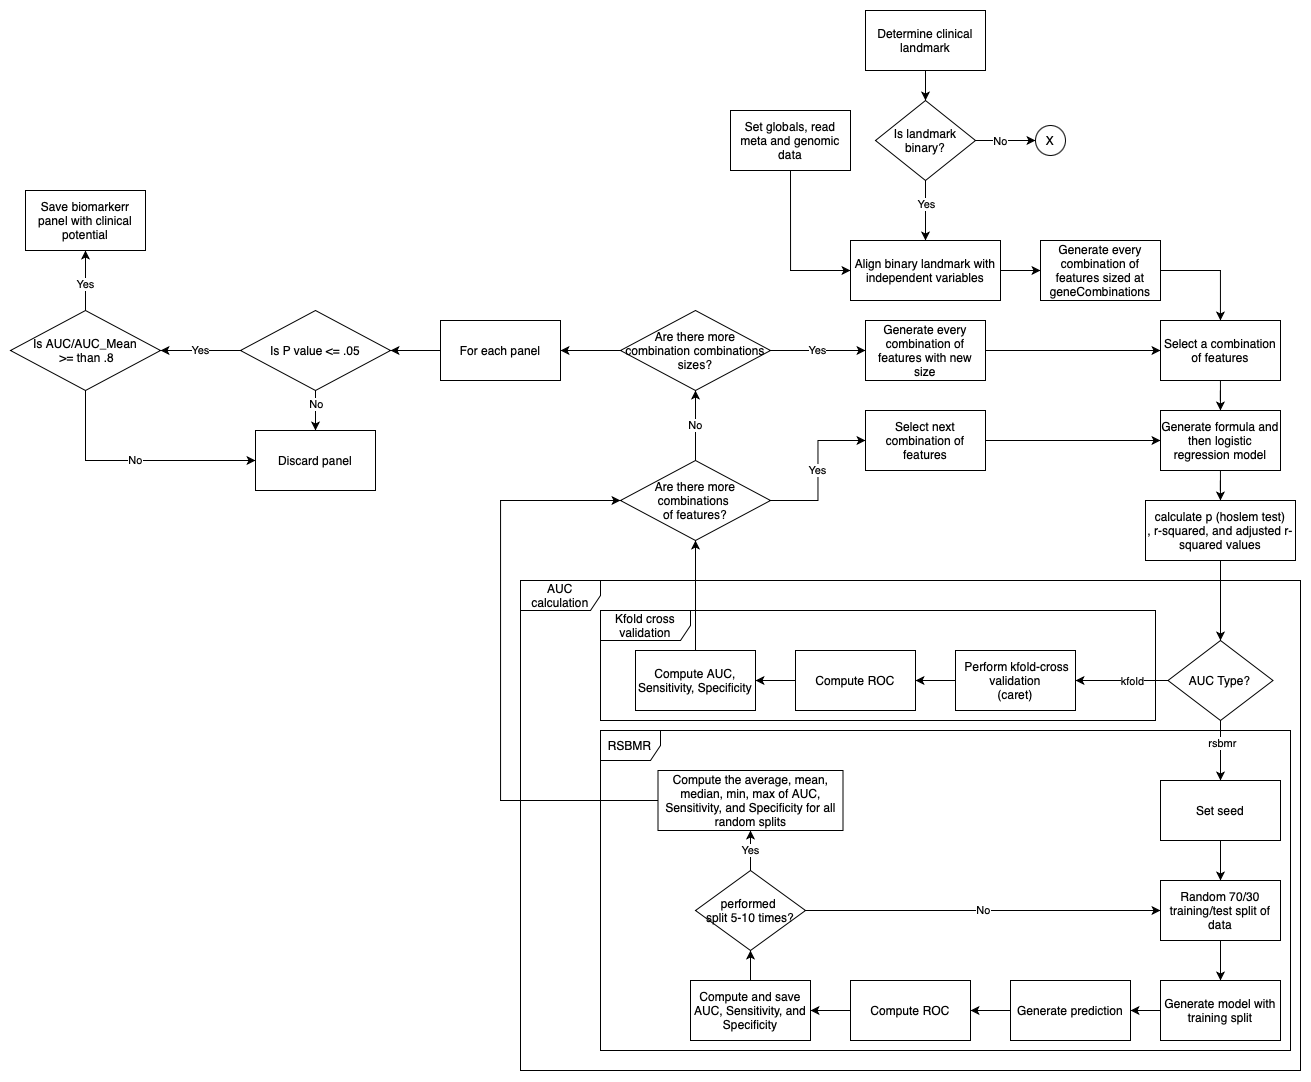 Determine clinical
landmark
Set globals, read
meta and genomic
data
Is landmark
binary?
No
X
Yes
Save biomarkerr
panel with clinical
potential
Align binary landmark with
independent variables
Generate every
combination of
features sized at
geneCombinations
Yes
Is AUC/AUC_Mean
>= than .8
Yes
Is P value <= .05
For each panel
Are there more
combination combinations
sizes?
Yes
Generate every
combination of
features with new
size
Select a combination
of features
No
No
Discard panel
No
Are there more
combinations
of features?
Yes
Select next
combination of
features
Generate formula and
then logistic
regression model
calculate p (hoslem test)
, r-squared, and adjusted r-
squared values
AUC
calculation
Kfold cross
validation
Compute AUC,
Sensitivity, Specificity
Compute ROC
Perform kfold-cross
validation
(caret)
kfold
AUC Type?
RSBMR
rsbmr
Compute the average, mean,
median, min, max of AUC,
Sensitivity, and Specificity for all
random splits
Set seed
Yes
performed
split 5-10 times?
No
Random 70/30
training/test split of
data
Compute and save
AUC, Sensitivity, and
Specificity
Compute ROC
Generate prediction
Generate model with
training split